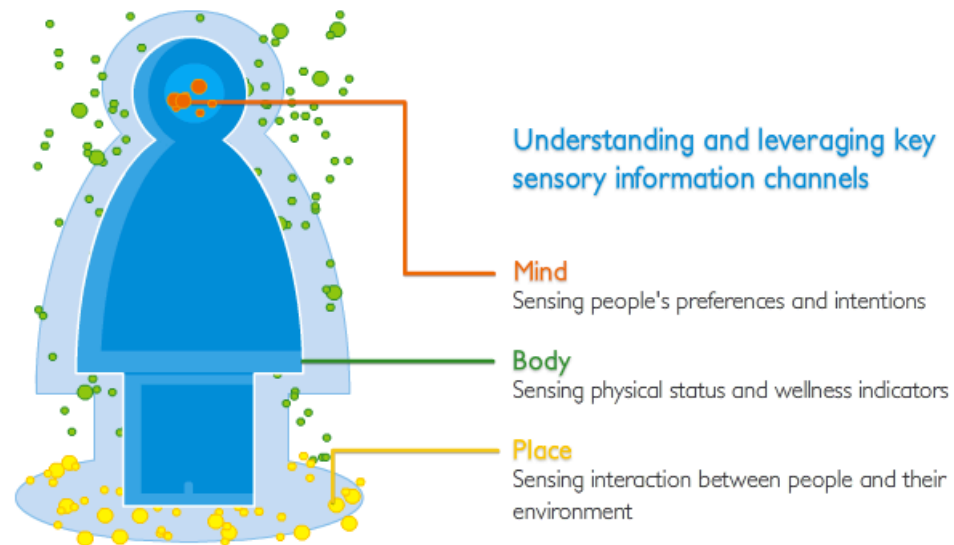 Understanding and leveraging key
sensory information channels
Mind
Sensing people's preferences and intentions
Body
Sensing physical status and wellness indicators
Place
Sensing interaction between people and their
environment